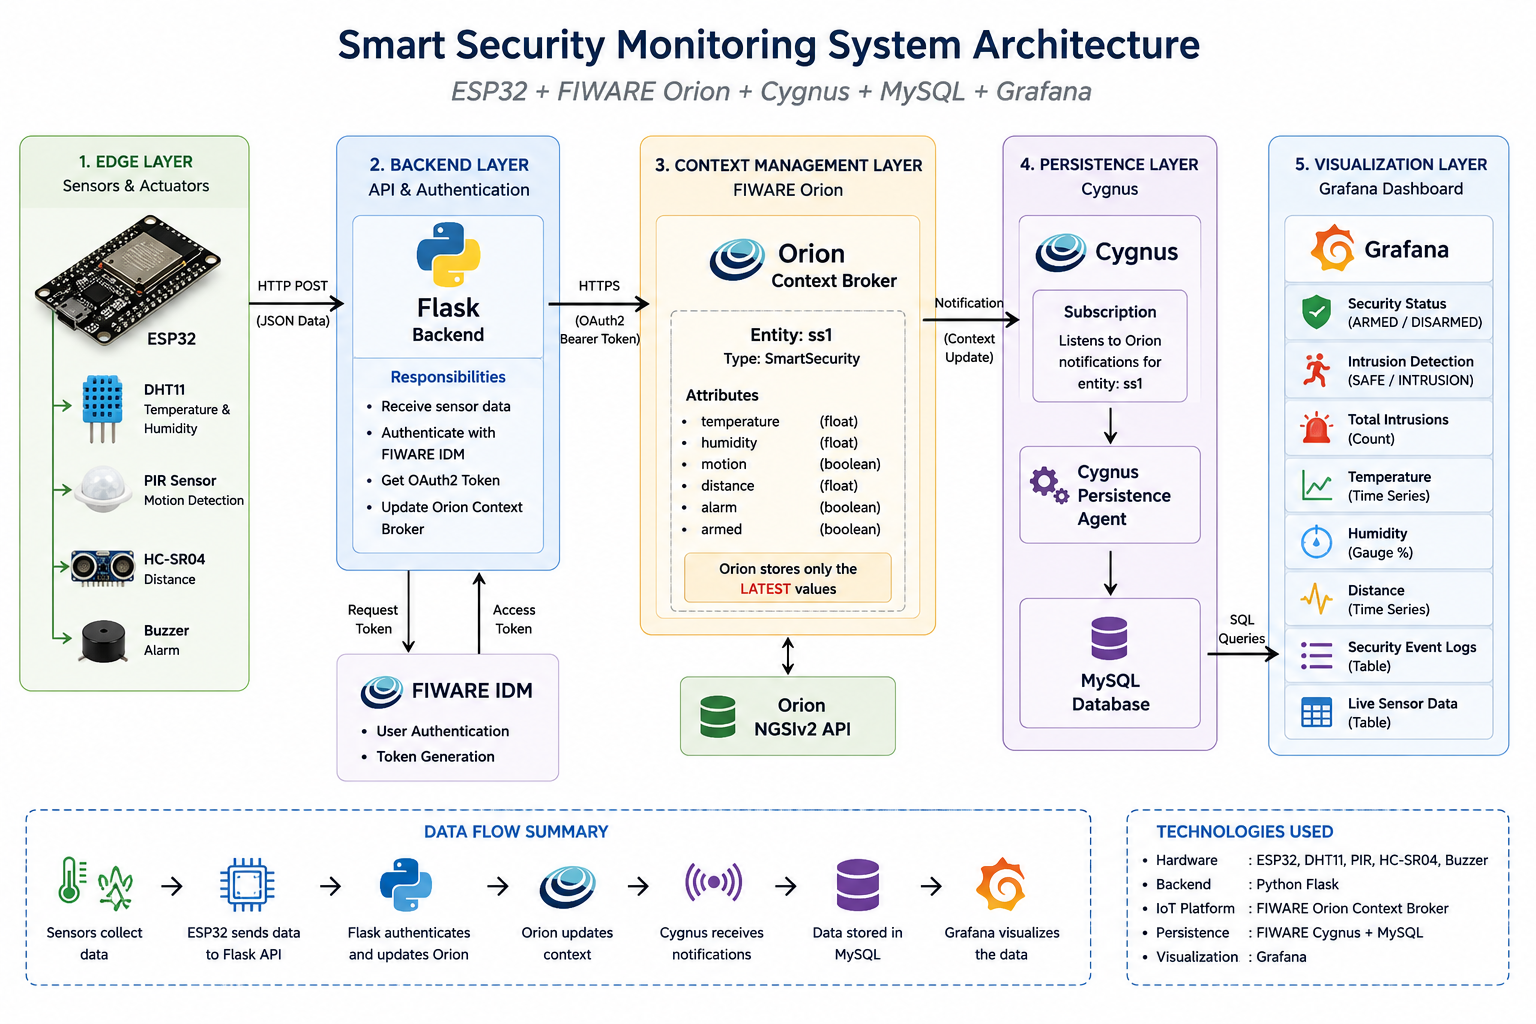 Smart Security Monitoring System Architecture
ESP32 + FIWARE Orion + Cygnus + MySQL + Grafana
1. EDGE LAYER
Sensors & Actuators
ESP32
DHT11
Temperature &
Humidity
PIR Sensor
Motion Detection
HC-SR04
Distance
Buzzer
Alarm
HTTP POST
(JSON Data)
2. BACKEND LAYER
API & Authentication
Flask
Backend
Responsibilities
• Receive sensor data
• Authenticate with
FIWARE IDM
• Get OAuth2 Token
• Update Orion Context
Broker
Request
Token
Access
Token
FIWARE IDM
• User Authentication
• Token Generation
HTTPS
(OAuth2
Bearer Token)
3. CONTEXT MANAGEMENT LAYER
FIWARE Orion
Orion
Context Broker
Entity: ss1
Type: SmartSecurity
Attributes
• temperature (float)
• humidity (float)
• motion (boolean)
• distance (float)
• alarm (boolean)
• armed (boolean)
Orion stores only the
LATEST values
Orion
NGSIv2 API
Notification
(Context
Update)
4. PERSISTENCE LAYER
Cygnus
Cygnus
Subscription
Listens to Orion
notifications for
entity: ss1
Cygnus
Persistence
Agent
MySQL
Database
SQL
Queries
5. VISUALIZATION LAYER
Grafana Dashboard
Grafana
Security Status
(ARMED / DISARMED)
Intrusion Detection
(SAFE / INTRUSION)
Total Intrusions
(Count)
Temperature
(Time Series)
Humidity
(Gauge %)
Distance
(Time Series)
Security Event Logs
(Table)
Live Sensor Data
(Table)
DATA FLOW SUMMARY
Sensors collect
data
ESP32 sends data
to Flask API
Flask authenticates
and updates Orion
Orion updates
context
Cygnus receives
notifications
Data stored in
MySQL
Grafana visualizes
the data
TECHNOLOGIES USED
• Hardware : ESP32, DHT11, PIR, HC-SR04, Buzzer
• Backend : Python Flask
• IoT Platform : FIWARE Orion Context Broker
• Persistence : FIWARE Cygnus + MySQL
• Visualization : Grafana